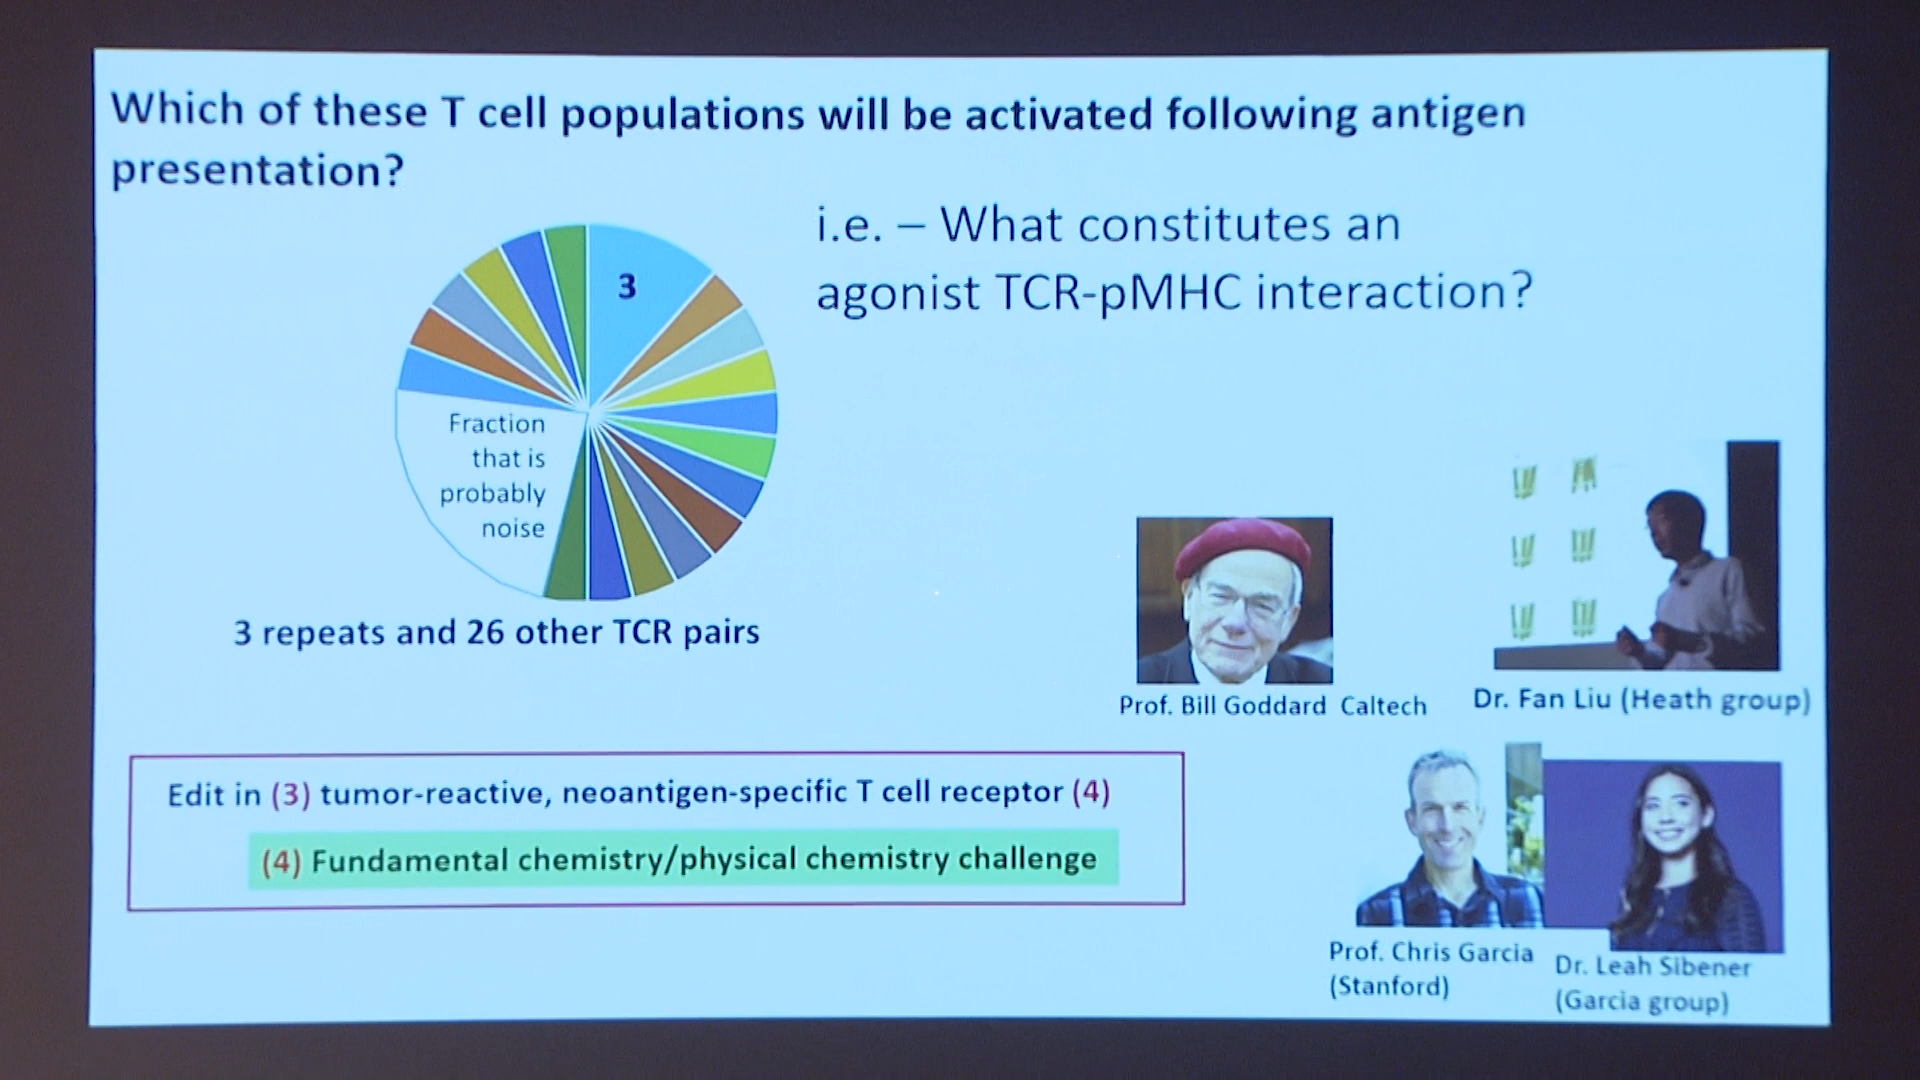 Which of these T cell populations will be activated following antigen
presentation?
i.e. – What constitutes an
agonist TCR-pMHC interaction?
3
Fraction
that is
probably
noise
3 repeats and 26 other TCR pairs
Prof. Bill Goddard Caltech
Dr. Fan Liu (Heath group)
Edit in (3) tumor-reactive, neoantigen-specific T cell receptor (4)
(4) Fundamental chemistry/physical chemistry challenge
Prof. Chris Garcia
(Stanford)
Dr. Leah Sibener
(Garcia group)